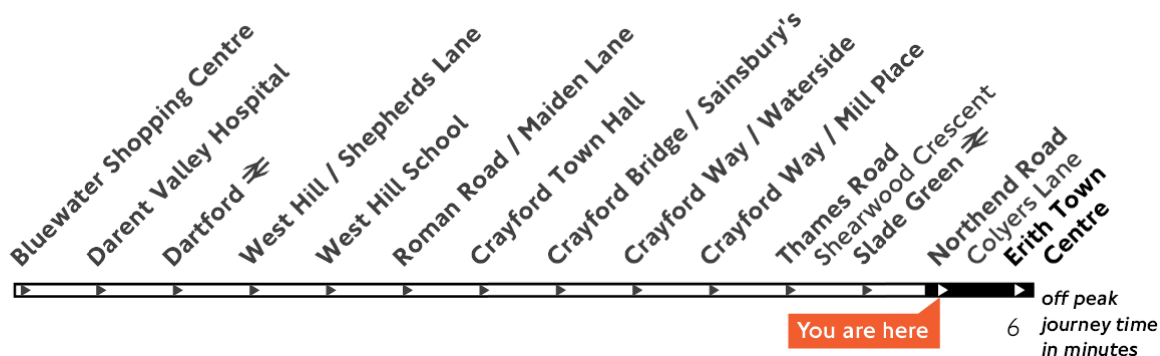 Bluewater Shopping Centre
Darent Valley Hospital
Dartford
West Hill / Shepherds Lane
West Hill School
Roman Road / Maiden Lane
Crayford Town Hall
Crayford Bridge / Sainsbury's
Crayford Way / Waterside
Crayford Way / Mill Place
Thames Road
Shearwood Crescent
Slade Green
Northend Road
Colyers Lane
Erith Town
Centre
You are here
6
off peak
journey time
in minutes